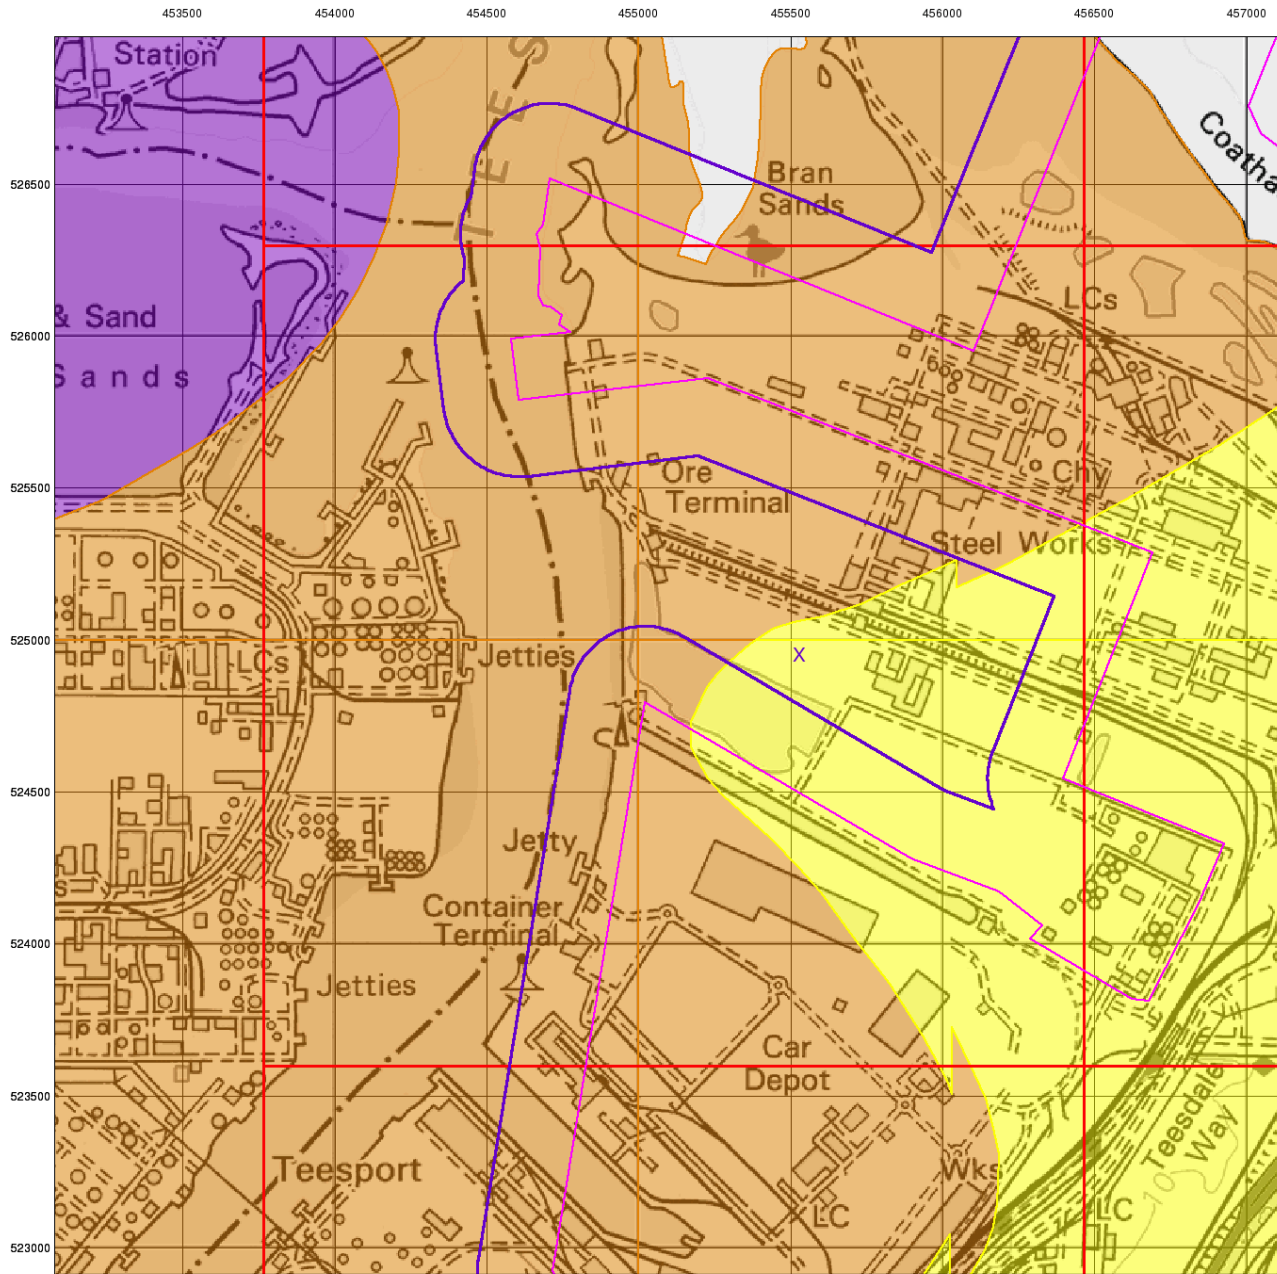 453500 454000 454500 455000 455500 456000 456500 457000
526500
526000
525500
525000
524500
524000
523500
523000
Station
TEES
Coatha
Bran
Sands
& Sand
Sands
LCs
Ore
Terminal
Chy
Steel Works
LCs
Jetties
X
C
Jetty
Container
Terminal
Jetties
s
Car
Depot
Teesport
Wks
LC
LC
Teesdale
Way
10